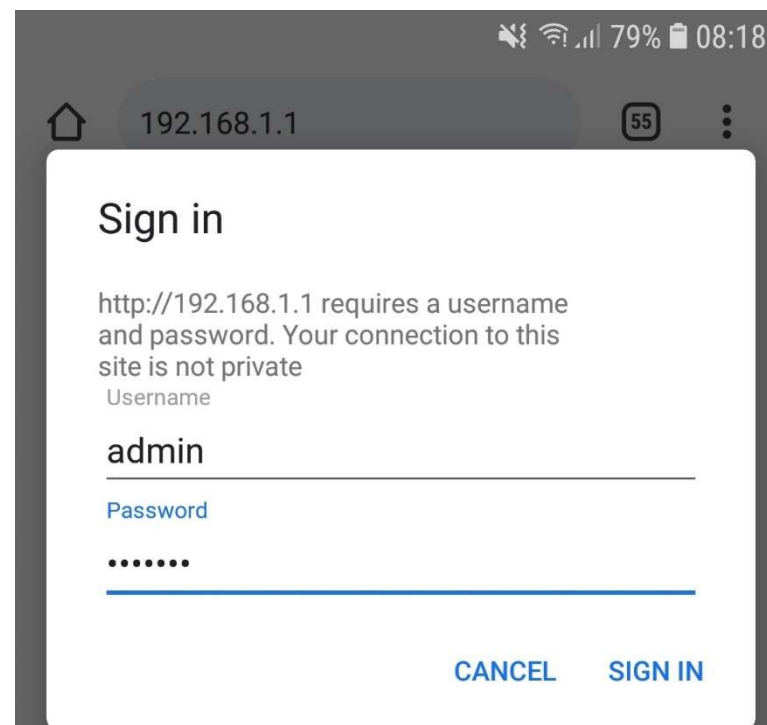 79% 08:18
192.168.1.1 55
Sign in
http://192.168.1.1 requires a username
and password. Your connection to this
site is not private
Username
admin
Password
•••••••
CANCEL SIGN IN